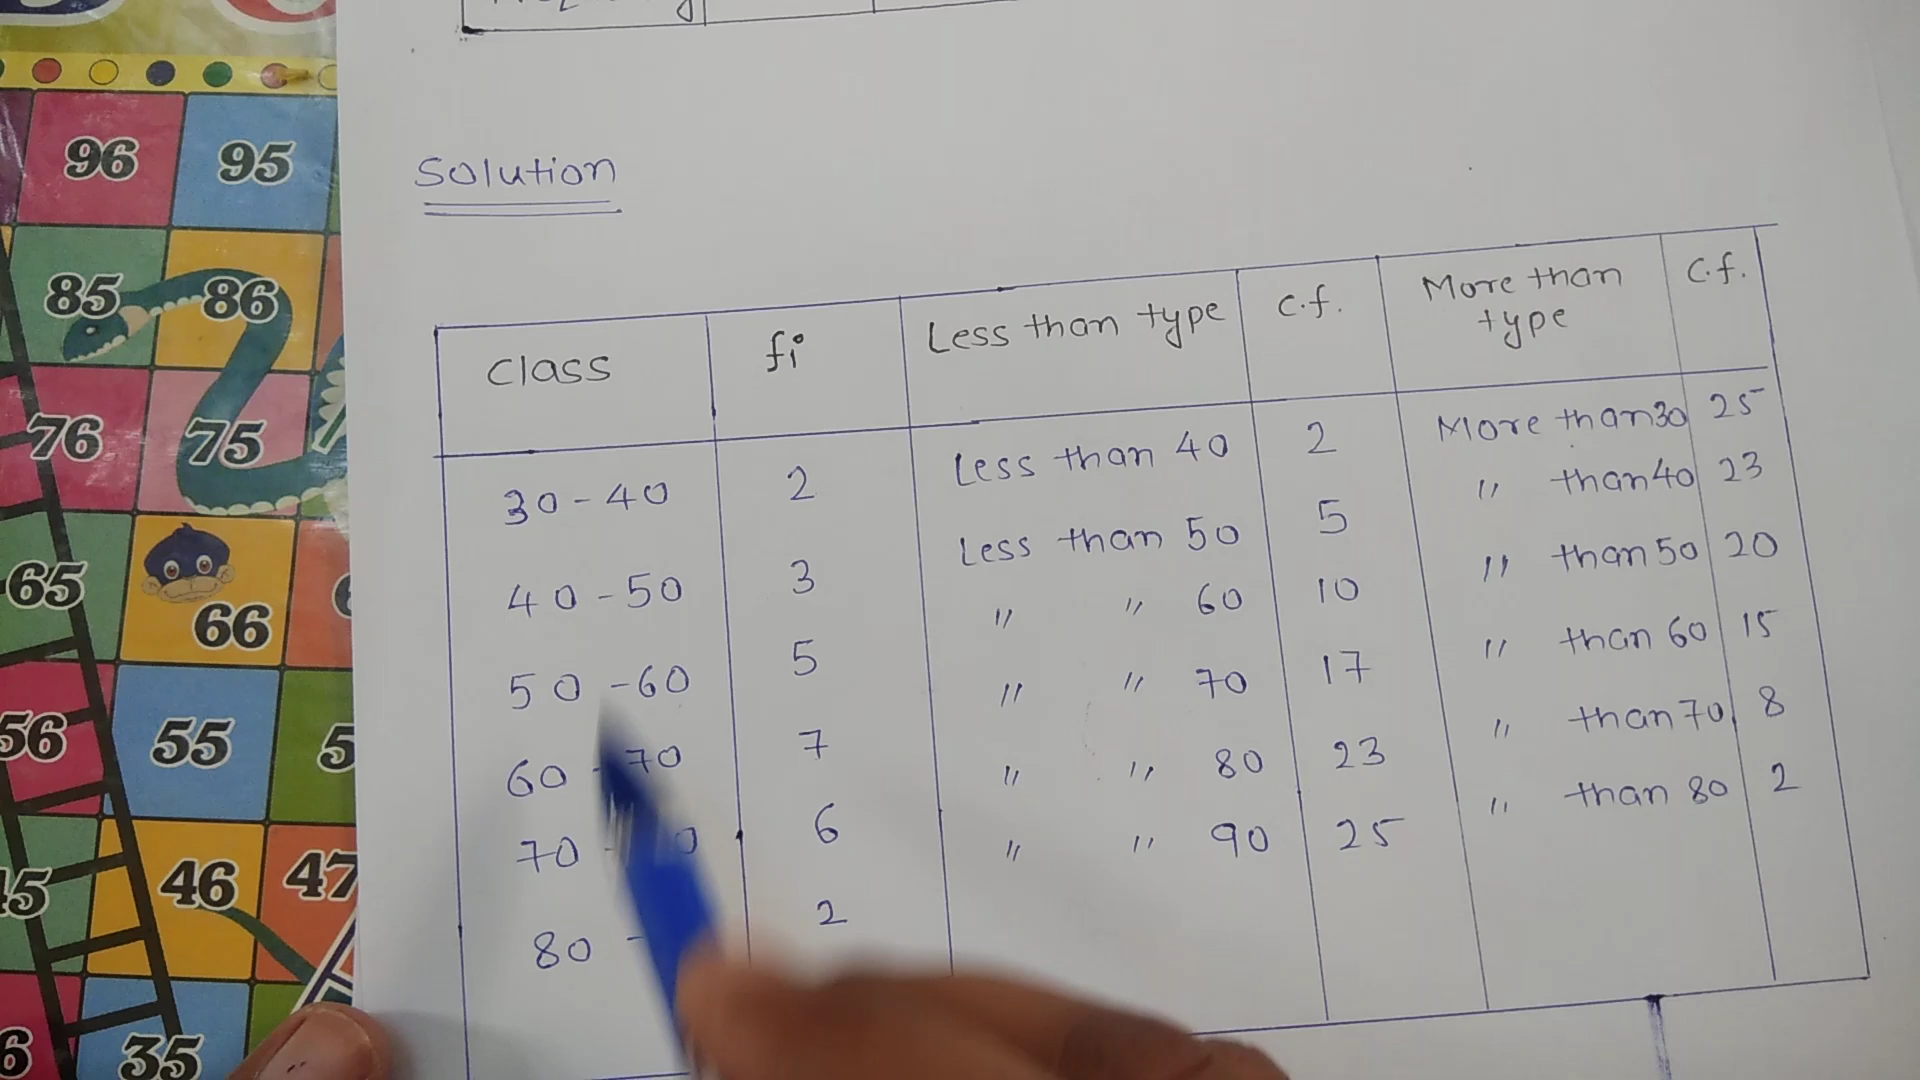 Solution
Class fi Less than type c.f. More than type c.f.
30-40 2 Less than 40 2 More than 30 25
40-50 3 Less than 50 5 " than 40 23
50-60 5 " " 60 10 " than 50 20
60-70 7 " " 70 17 " than 60 15
70- 6 " " 80 23 " than 70 8
80- 2 " " 90 25 " than 80 2
96 95
85 86
76 75
65 66
56 55
46 47
35